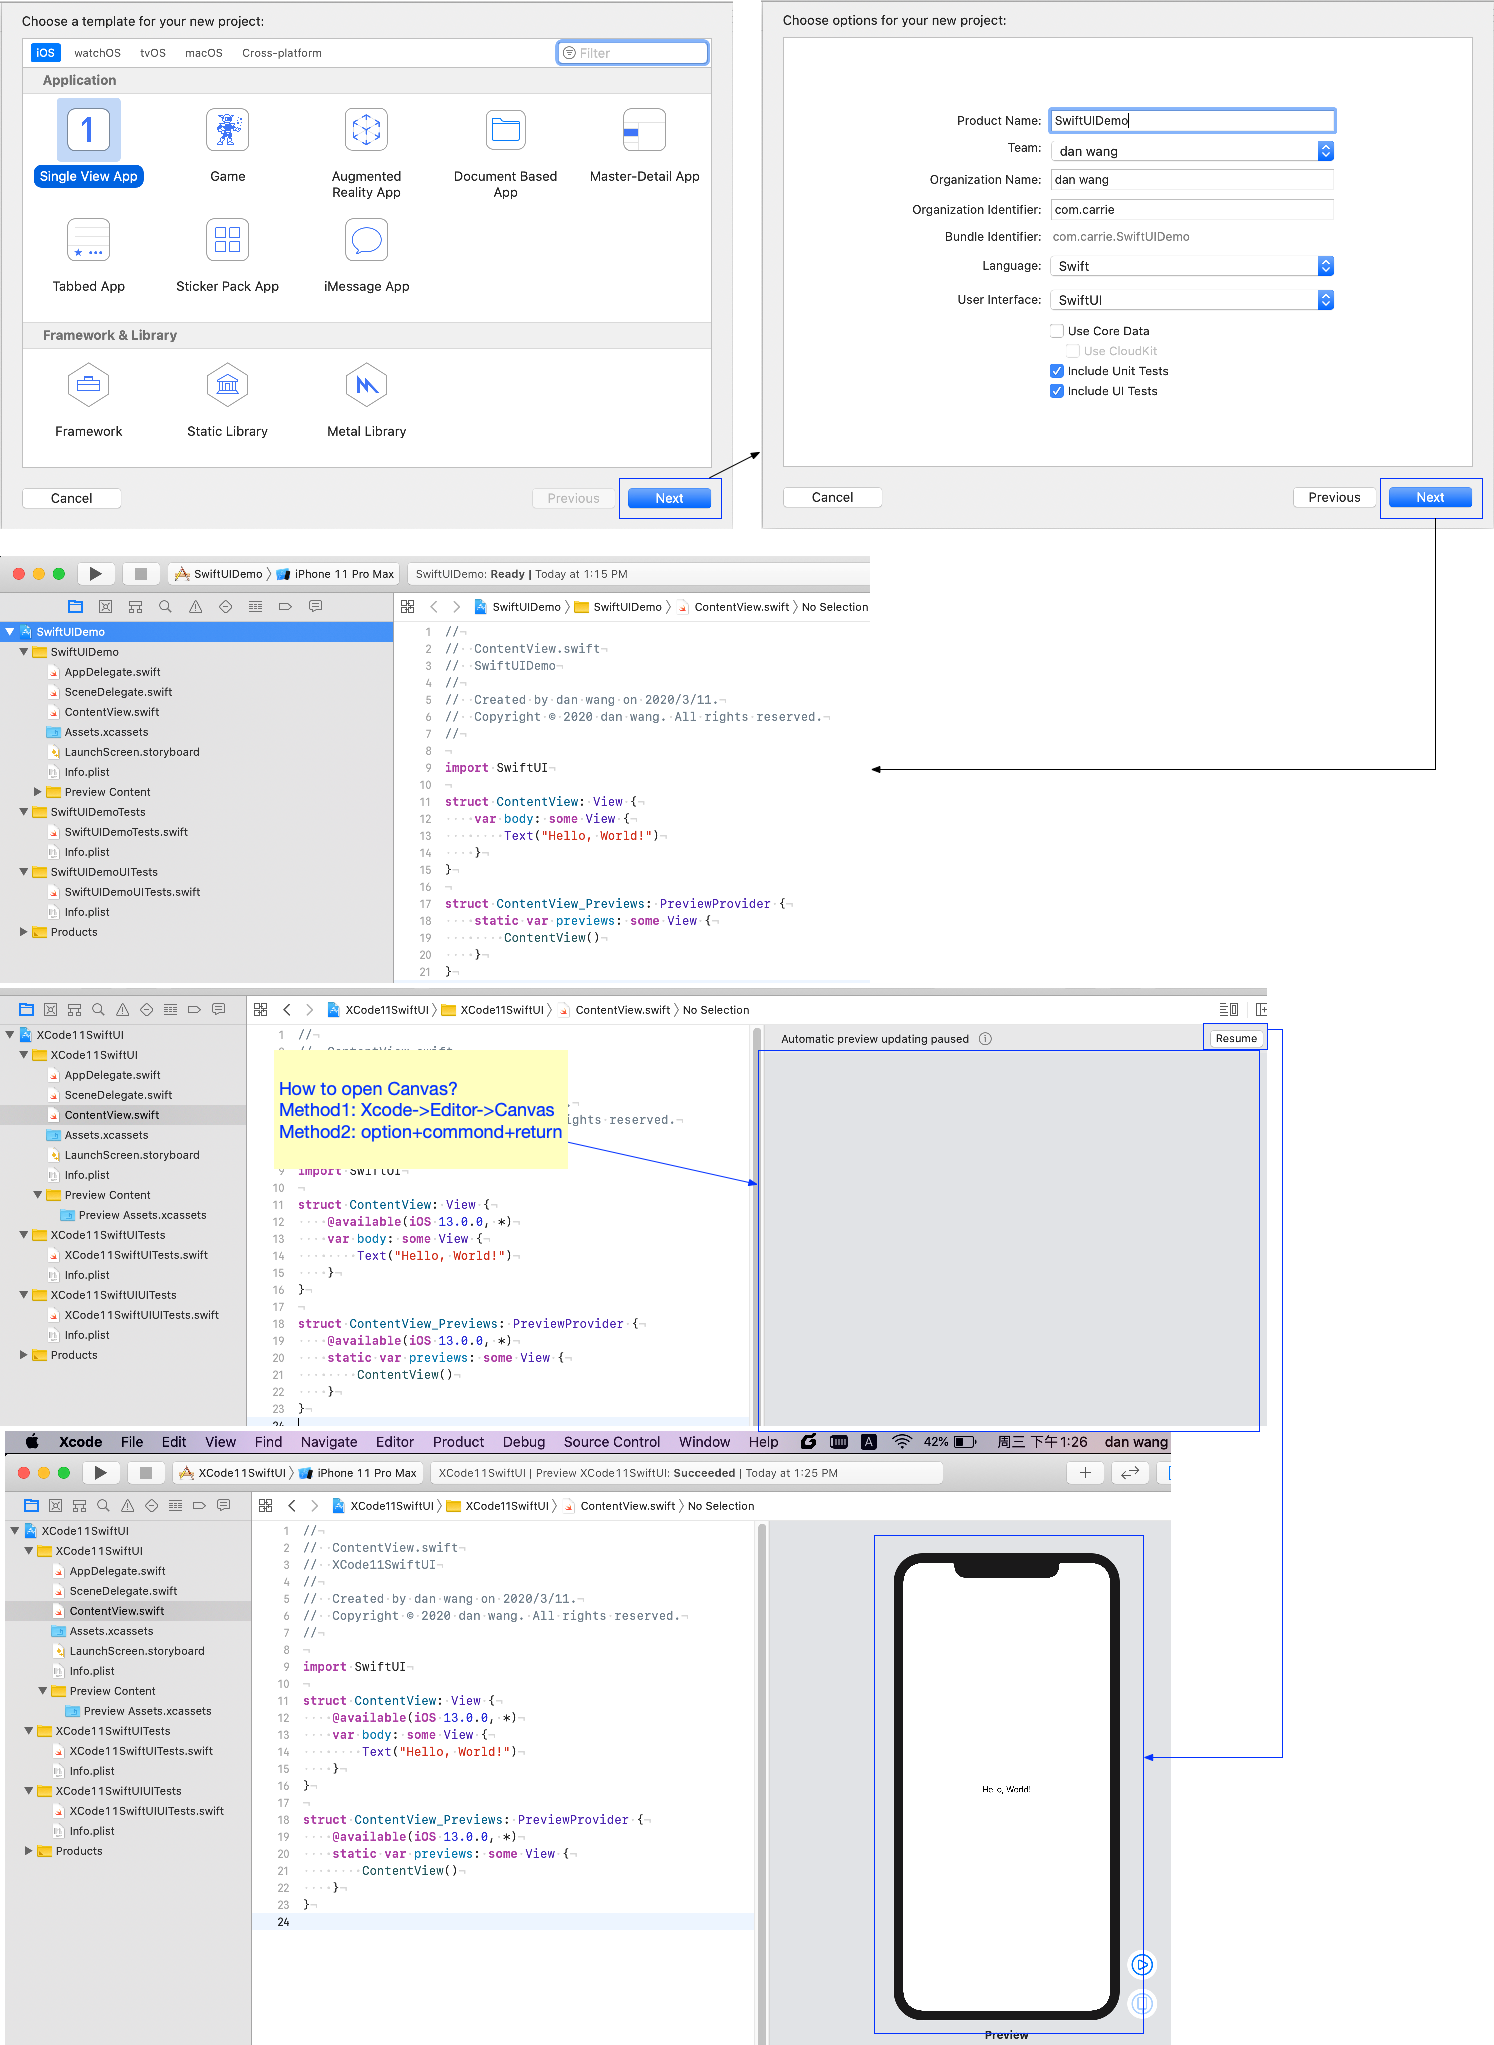 Choose a template for your new project:
iOS watchOS tvOS macOS Cross-platform Filter
Application
1
Single View App Game Augmented Reality App Document Based App Master-Detail App
Tabbed App Sticker Pack App iMessage App
Framework & Library
Framework Static Library Metal Library
Cancel Previous Next
Choose options for your new project:
Product Name: SwiftUIDemo
Team: dan wang
Organization Name: dan wang
Organization Identifier: com.carrie
Bundle Identifier: com.carrie.SwiftUIDemo
Language: Swift
User Interface: SwiftUI
Use Core Data
Use CloudKit
Include Unit Tests
Include UI Tests
Cancel Previous Next
SwiftUIDemo iPhone 11 Pro Max SwiftUIDemo: Ready | Today at 1:15 PM
SwiftUIDemo SwiftUIDemo ContentView.swift No Selection
SwiftUIDemo
SwiftUIDemo
AppDelegate.swift
SceneDelegate.swift
ContentView.swift
Assets.xcassets
LaunchScreen.storyboard
Info.plist
Preview Content
SwiftUIDemoTests
SwiftUIDemoTests.swift
Info.plist
SwiftUIDemoUITests
SwiftUIDemoUITests.swift
Info.plist
Products
1 //
2 // ContentView.swift
3 // SwiftUIDemo
4 //
5 // Created by dan wang on 2020/3/11.
6 // Copyright © 2020 dan wang. All rights reserved.
7 //
8
9 import SwiftUI
10
11 struct ContentView: View {
12 var body: some View {
13 Text("Hello, World!")
14 }
15 }
16
17 struct ContentView_Previews: PreviewProvider {
18 static var previews: some View {
19 ContentView()
20 }
21 }
XCode11SwiftUI XCode11SwiftUI ContentView.swift No Selection
XCode11SwiftUI
XCode11SwiftUI
AppDelegate.swift
SceneDelegate.swift
ContentView.swift
Assets.xcassets
LaunchScreen.storyboard
Info.plist
Preview Content
Preview Assets.xcassets
XCode11SwiftUITests
XCode11SwiftUITests.swift
Info.plist
XCode11SwiftUIUITests
XCode11SwiftUIUITests.swift
Info.plist
Products
1 //
How to open Canvas?
Method1: Xcode->Editor->Canvas
Method2: option+commond+return
ights reserved.
9 import SwiftUI
10
11 struct ContentView: View {
12 @available(iOS 13.0.0, *)
13 var body: some View {
14 Text("Hello, World!")
15 }
16 }
17
18 struct ContentView_Previews: PreviewProvider {
19 @available(iOS 13.0.0, *)
20 static var previews: some View {
21 ContentView()
22 }
23 }
24
Automatic preview updating paused Resume
Xcode File Edit View Find Navigate Editor Product Debug Source Control Window Help A 42% 周三 下午1:26 dan wang
XCode11SwiftUI iPhone 11 Pro Max XCode11SwiftUI | Preview XCode11SwiftUI: Succeeded | Today at 1:25 PM
XCode11SwiftUI XCode11SwiftUI ContentView.swift No Selection
XCode11SwiftUI
XCode11SwiftUI
AppDelegate.swift
SceneDelegate.swift
ContentView.swift
Assets.xcassets
LaunchScreen.storyboard
Info.plist
Preview Content
Preview Assets.xcassets
XCode11SwiftUITests
XCode11SwiftUITests.swift
Info.plist
XCode11SwiftUIUITests
XCode11SwiftUIUITests.swift
Info.plist
Products
1 //
2 // ContentView.swift
3 // XCode11SwiftUI
4 //
5 // Created by dan wang on 2020/3/11.
6 // Copyright © 2020 dan wang. All rights reserved.
7 //
8
9 import SwiftUI
10
11 struct ContentView: View {
12 @available(iOS 13.0.0, *)
13 var body: some View {
14 Text("Hello, World!")
15 }
16 }
17
18 struct ContentView_Previews: PreviewProvider {
19 @available(iOS 13.0.0, *)
20 static var previews: some View {
21 ContentView()
22 }
23 }
24
Hello, World!
Preview